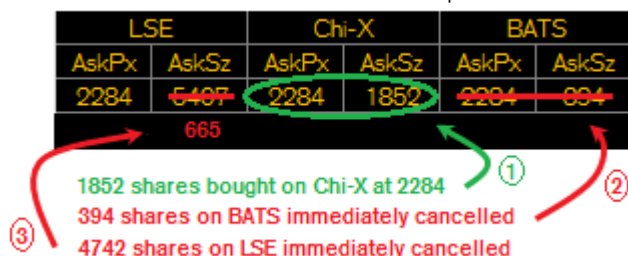 LSE Chi-X BATS
AskPx AskSz AskPx AskSz AskPx AskSz
2284 5407 2284 1852 2284 394
665
1852 shares bought on Chi-X at 2284 ①
394 shares on BATS immediately cancelled ②
③ 4742 shares on LSE immediately cancelled